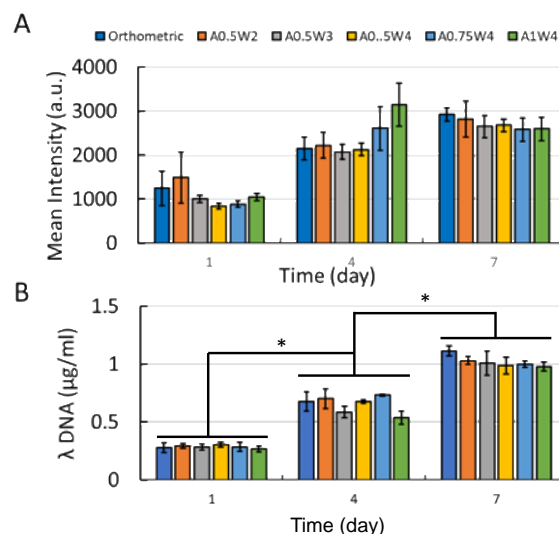 A
Orthometric A0.5W2 A0.5W3 A0..5W4 A0.75W4 A1W4
Mean Intensity (a.u.)
4000
3000
2000
1000
0
1 4 7
Time (day)
B
λ DNA (µg/ml)
1.5
1
0.5
0
*
*
1 4 7
Time (day)